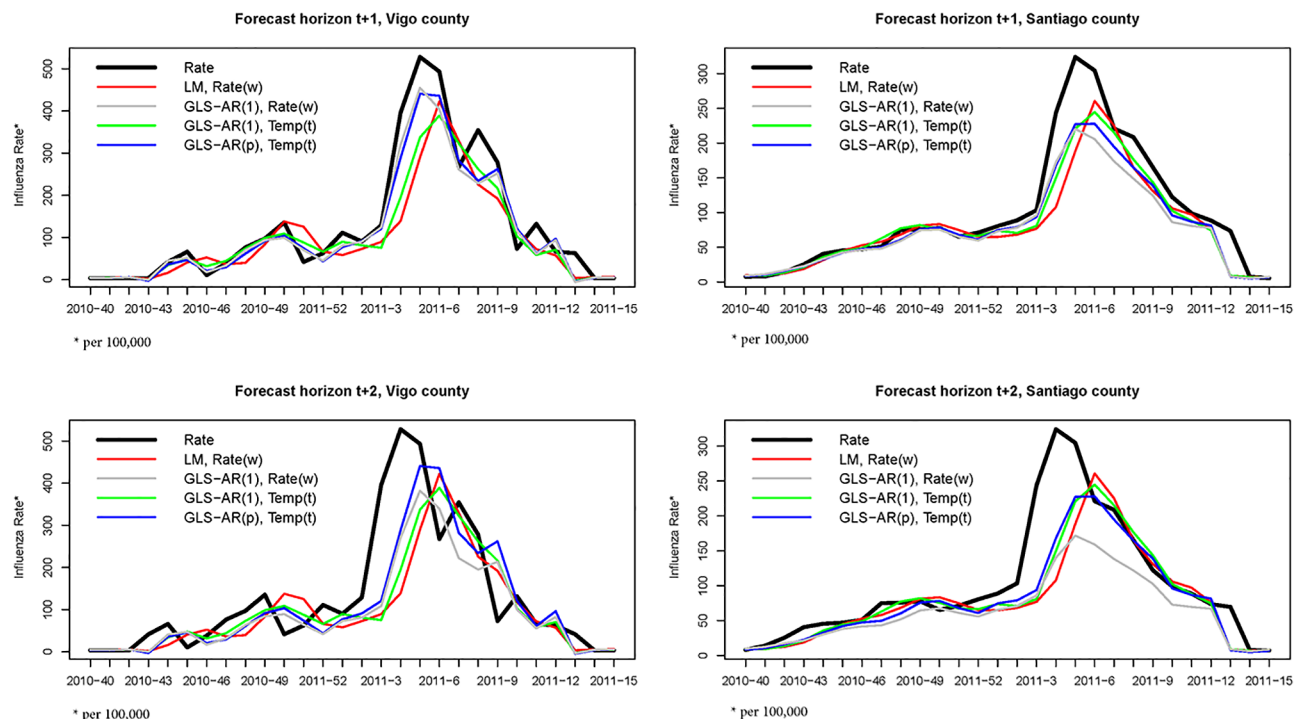 Forecast horizon t+1, Vigo county
Influenza Rate*
500
400
300
200
100
0
Rate
LM, Rate(w)
GLS−AR(1), Rate(w)
GLS−AR(1), Temp(t)
GLS−AR(p), Temp(t)
2010−40 2010−43 2010−46 2010−49 2010−52 2011−3 2011−6 2011−9 2011−12 2011−15
* per 100,000
Forecast horizon t+1, Santiago county
Influenza Rate*
300
250
200
150
100
50
0
Rate
LM, Rate(w)
GLS−AR(1), Rate(w)
GLS−AR(1), Temp(t)
GLS−AR(p), Temp(t)
2010−40 2010−43 2010−46 2010−49 2011−52 2011−3 2011−6 2011−9 2011−12 2011−15
* per 100,000
Forecast horizon t+2, Vigo county
Influenza Rate*
500
400
300
200
100
0
Rate
LM, Rate(w)
GLS−AR(1), Rate(w)
GLS−AR(1), Temp(t)
GLS−AR(p), Temp(t)
2010−40 2010−43 2010−46 2010−49 2011−52 2011−3 2011−6 2011−9 2011−12 2011−15
* per 100,000
Forecast horizon t+2, Santiago county
Influenza Rate*
300
250
200
150
100
50
0
Rate
LM, Rate(w)
GLS−AR(1), Rate(w)
GLS−AR(1), Temp(t)
GLS−AR(p), Temp(t)
2010−40 2010−43 2010−46 2010−49 2011−52 2011−3 2011−6 2011−9 2011−12 2011−15
* per 100,000